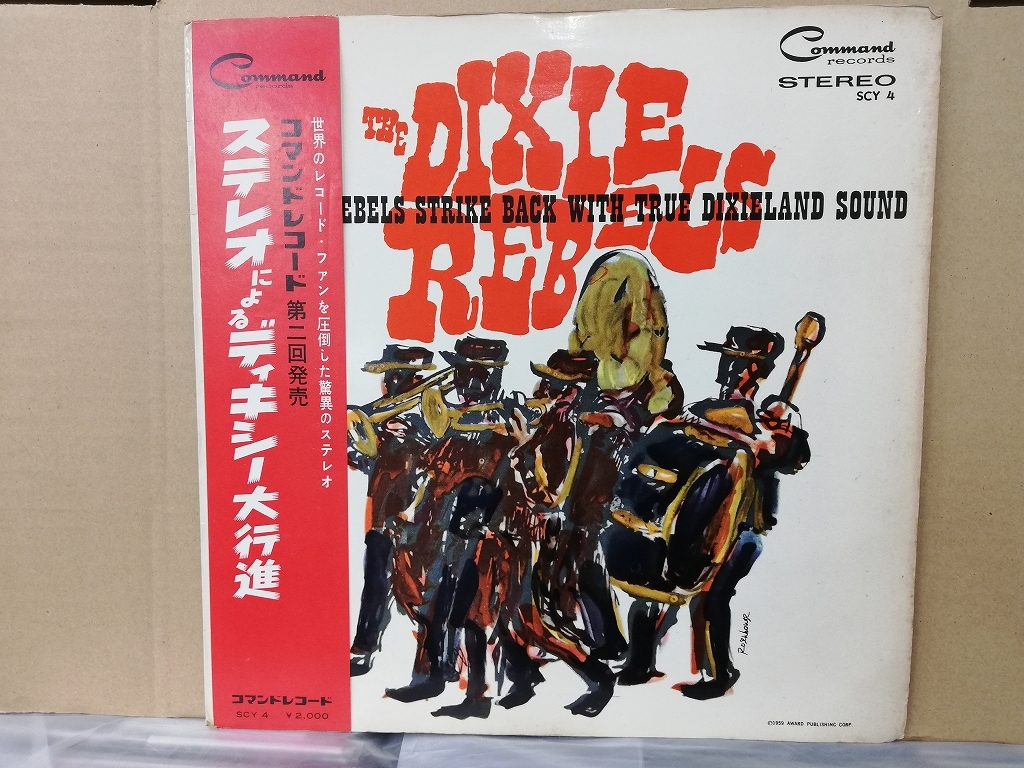 Command
records
世界のレコード・ファンを圧倒した驚異のステレオ
コマンドレコード 第二回発売
ステレオによるディキシー大行進
コマンドレコード
SCY 4 ¥2,000
Command
records
STEREO
SCY 4
THE DIXIE
REBELS
EBELS STRIKE BACK WITH TRUE DIXIELAND SOUND
©1959 AWARD PUBLISHING CORP.